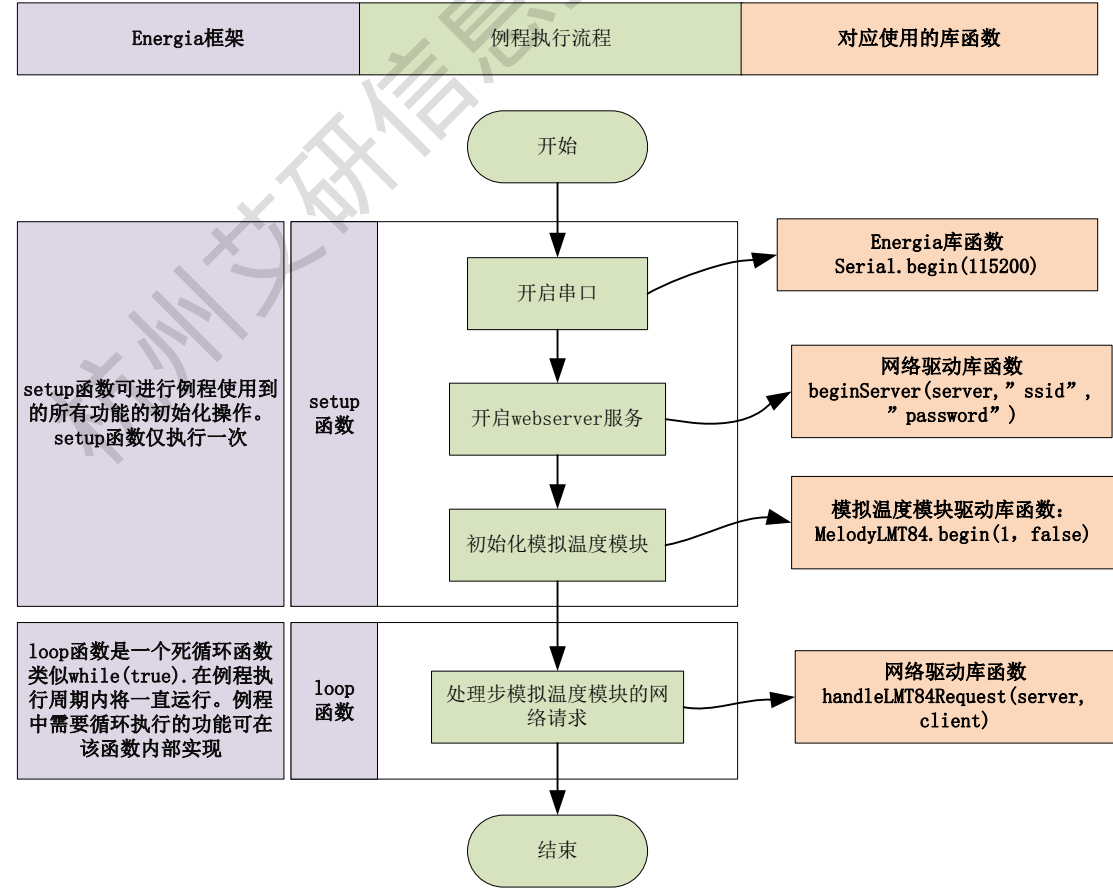 Energia框架
例程执行流程
对应使用的库函数
开始
setup函数可进行例程使用到
的所有功能的初始化操作。
setup函数仅执行一次
setup
函数
开启串口
Energia库函数
Serial.begin(115200)
开启webserver服务
网络驱动库函数
beginServer(server,”ssid”,
”password”)
初始化模拟温度模块
模拟温度模块驱动库函数：
MelodyLMT84.begin(1，false)
loop函数是一个死循环函数
类似while(true).在例程执
行周期内将一直运行。例程
中需要循环执行的功能可在
该函数内部实现
loop
函数
处理步模拟温度模块的网
络请求
网络驱动库函数
handleLMT84Request(server,
client)
结束
杭州艾研信息